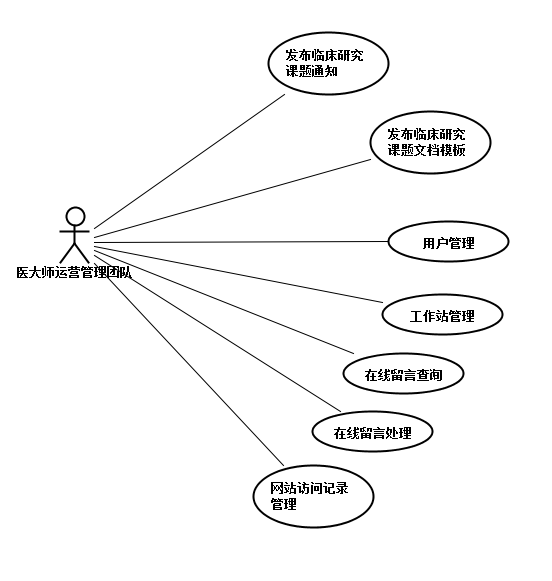 发布临床研究
课题通知
发布临床研究
课题文档模板
用户管理
医大师运营管理团队
工作站管理
在线留言查询
在线留言处理
网站访问记录
管理